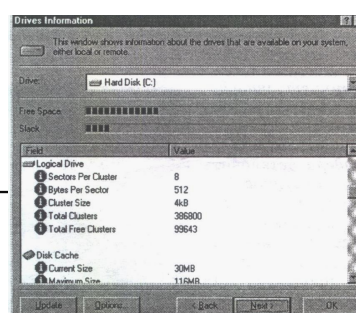 Drives Information
This window shows information about the drives that are available on your system,
either local or remote.
Drive: Hard Disk (C:)
Free Space
Slack
Field Value
Logical Drive
Sectors Per Cluster 8
Bytes Per Sector 512
Cluster Size 4kB
Total Clusters 386800
Total Free Clusters 99643
Disk Cache
Current Size 30MB
Maximum Size 116MB
Update Options... < Back Next > OK